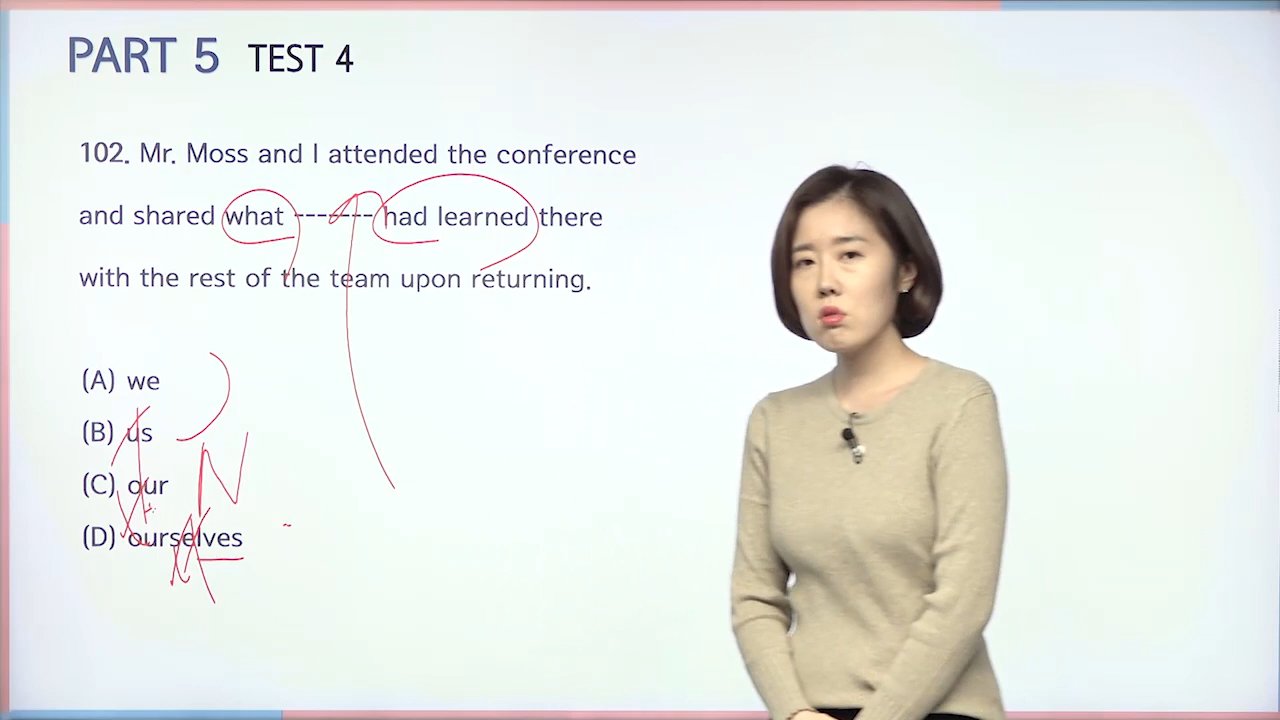 PART 5 TEST 4
102. Mr. Moss and I attended the conference
and shared what ------- had learned there
with the rest of the team upon returning.
(A) we
(B) us
(C) our
N
(D) ourselves